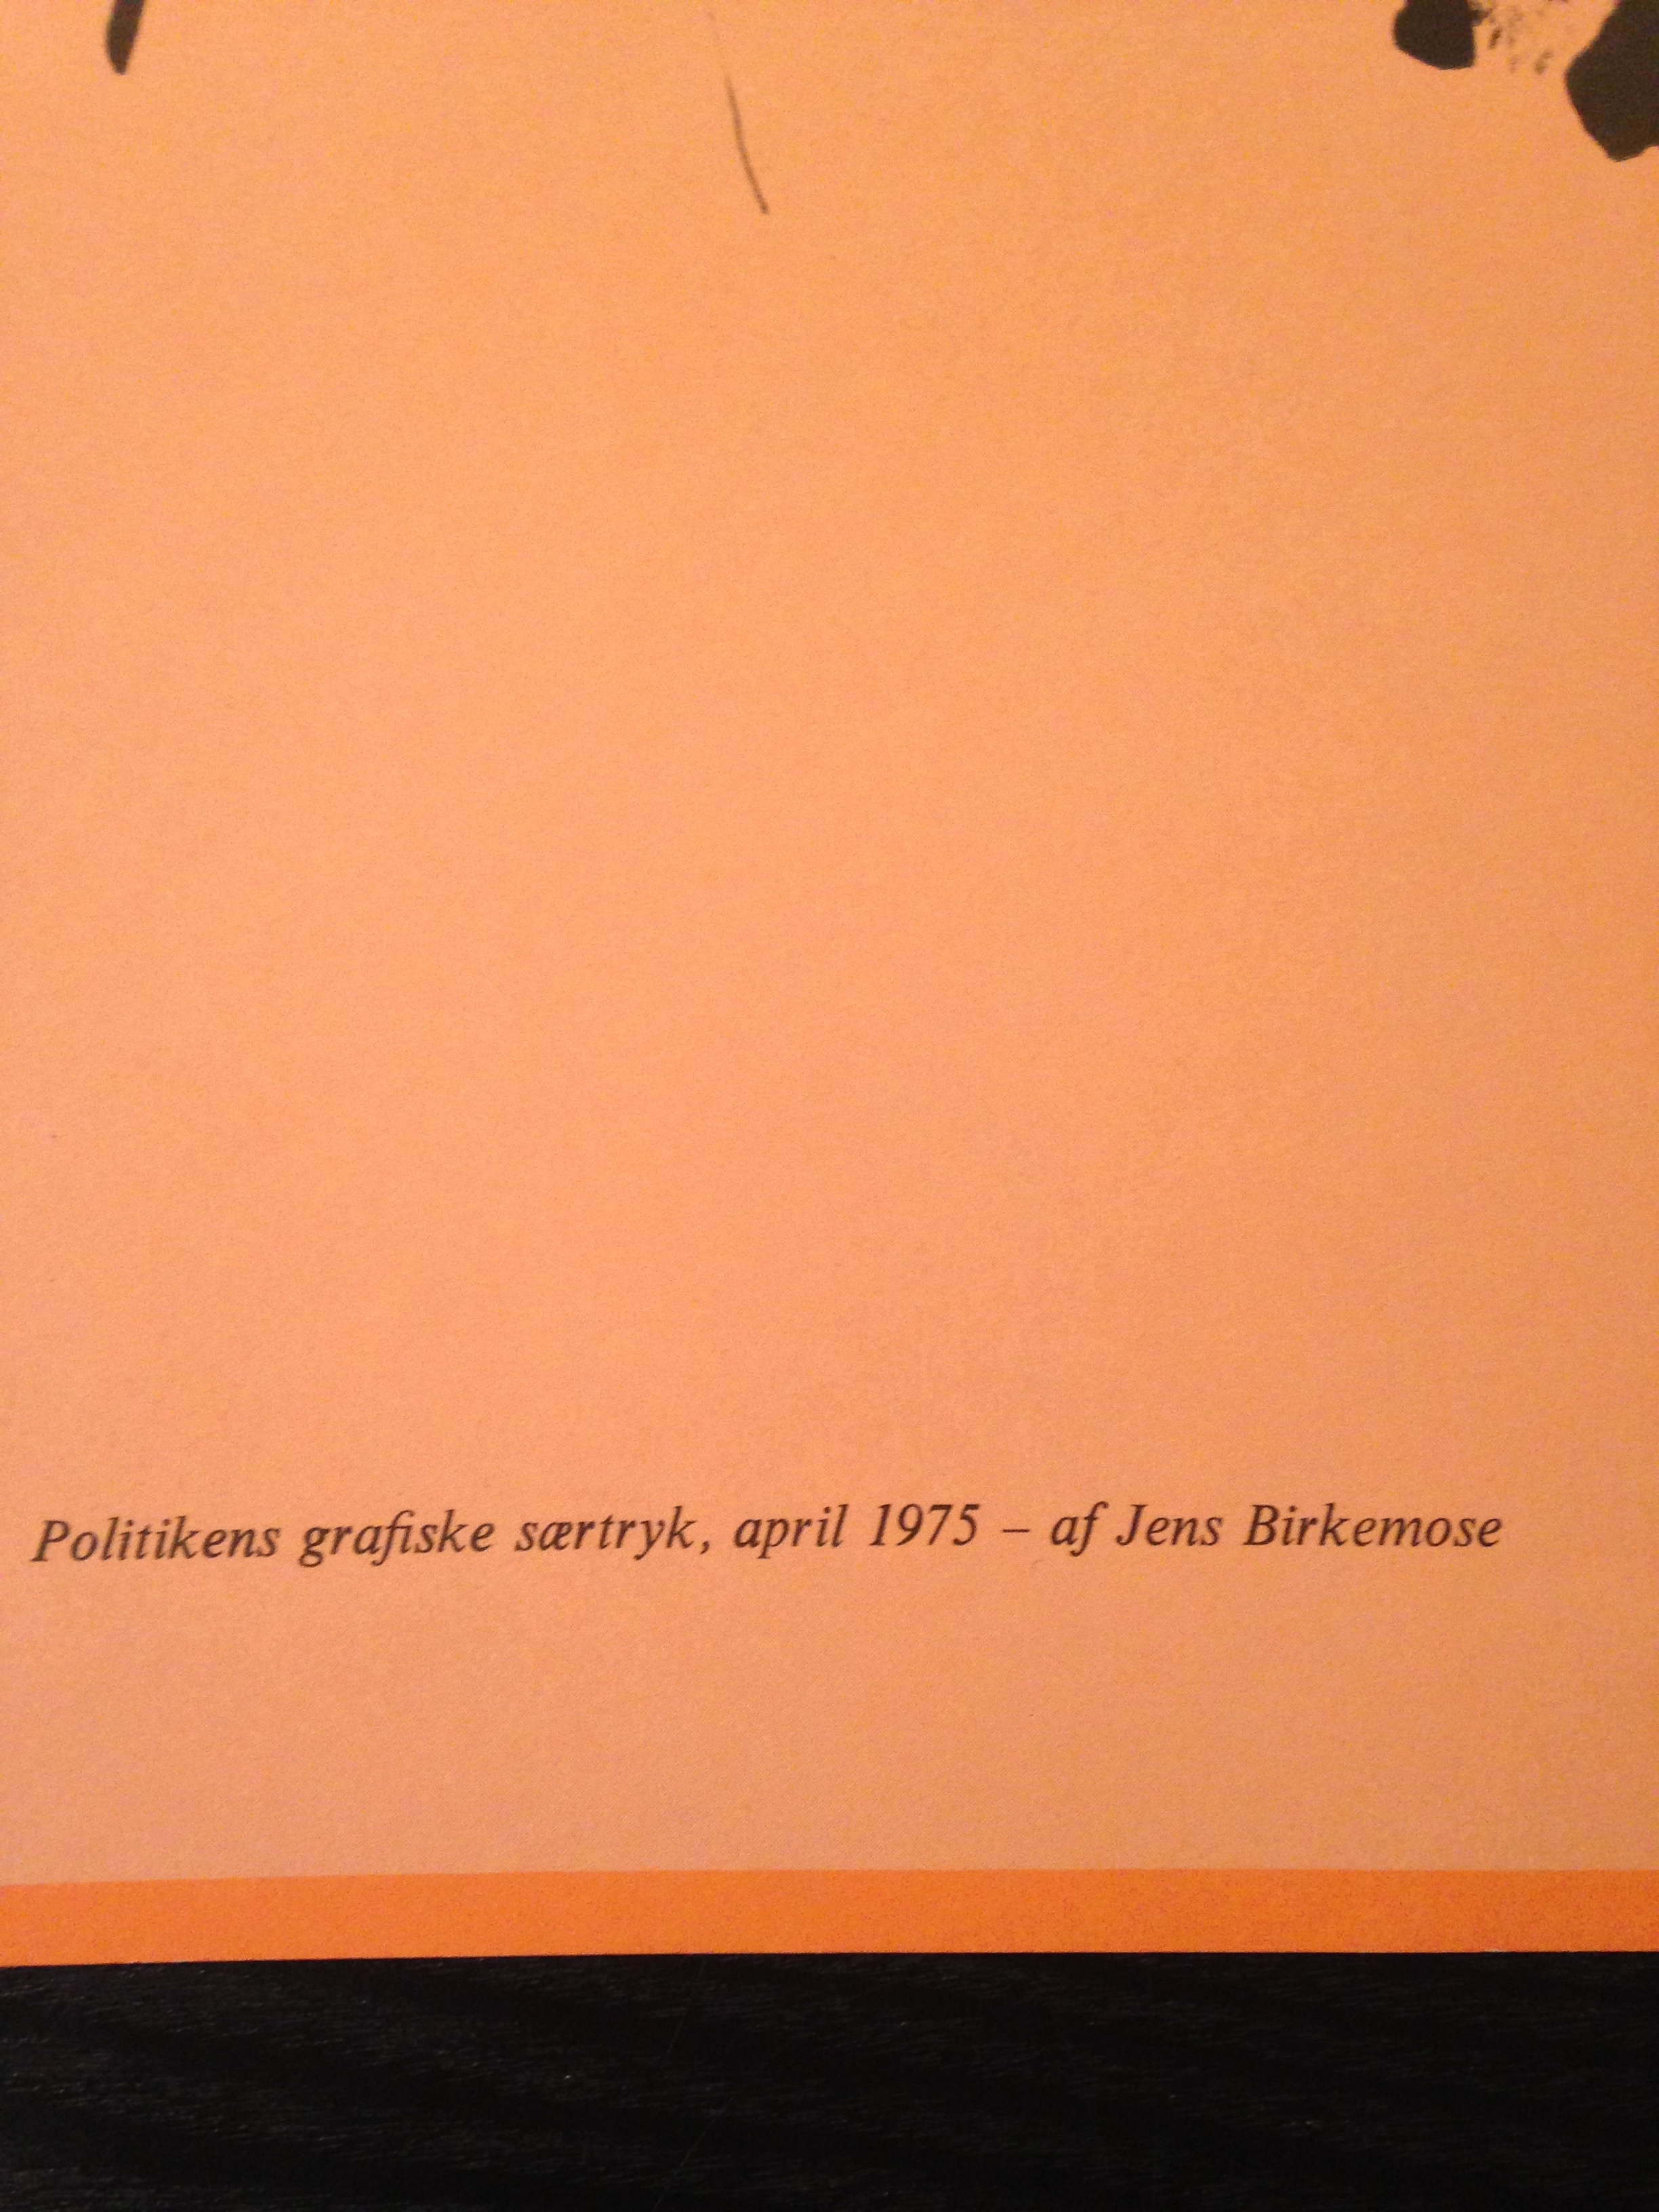 Politikens grafiske særtryk, april 1975 – af Jens Birkemose